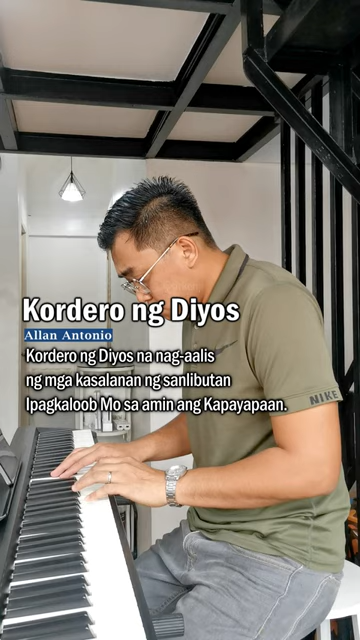 Kordero ng Diyos
Allan Antonio
Kordero ng Diyos na nag-aalis
ng mga kasalanan ng sanlibutan
Ipagkaloob Mo sa amin ang Kapayapaan.
NIKE